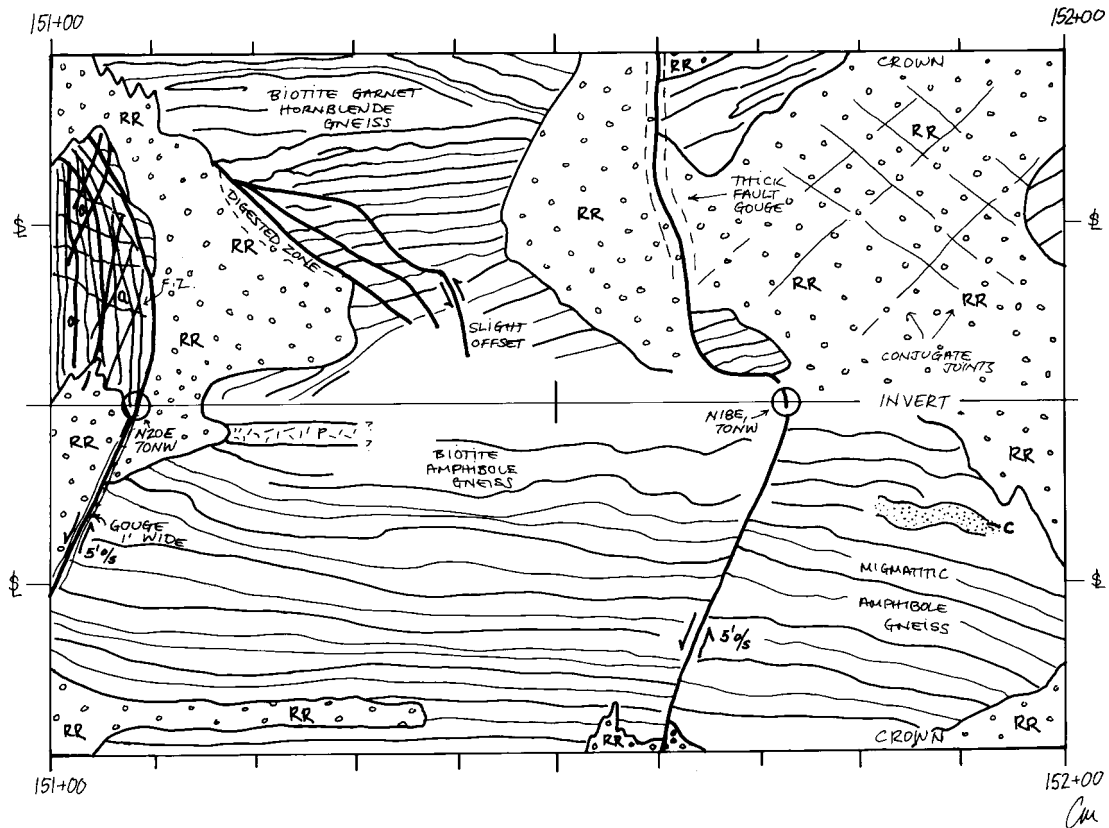 151+00
152+00
CROWN
RR
RR
BIOTITE GARNET
HORNBLENDE
GNEISS
RR
THICK
FAULT
GOUGE
RR
DIGESTED ZONE
RR
F.Z.
P
RR
RR
RR
SLIGHT
OFFSET
CONJUGATE
JOINTS
INVERT
N20E
70NW
N18E,
70NW
RR
P
?
?
RR
BIOTITE
AMPHIBOLE
GNEISS
C
GOUGE
1' WIDE
5'O/S
MIGMATITIC
AMPHIBOLE
GNEISS
5'O/S
RR
RR
RR
RR
CROWN
151+00
152+00